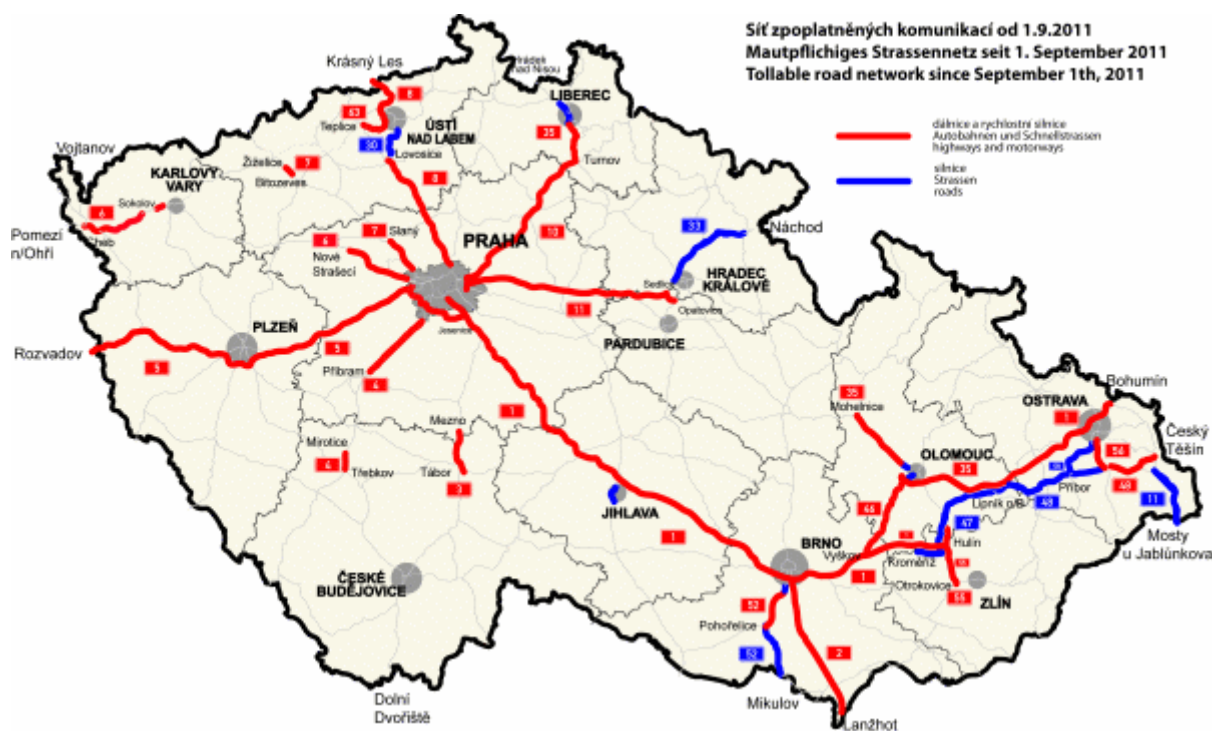 Síť zpoplatněných komunikací od 1.9.2011
Mautpflichiges Strassennetz seit 1. September 2011
Tollable road network since September 1th, 2011
dálnice a rychlostní silnice
Autobahnen und Schnellstrassen
highways and motorways
silnice
Strassen
roads
Krásný Les
8
63
Teplice
ÚSTÍ
NAD LABEM
30
Lovosice
8
Hrádek
nad Nisou
LIBEREC
35
Turnov
10
Vojtanov
KARLOVY
VARY
6
Sokolov
Cheb
Pomezí
n/Ohří
Žiželice
7
Bitozeves
7
Slaný
6
Nové
Strašecí
PRAHA
Jesenice
11
33
Náchod
HRADEC
KRÁLOVÉ
Sedlice
Opatovice
PARDUBICE
Rozvadov
5
PLZEŇ
5
Příbram
4
1
Mezno
Mirotice
4
Třebkov
Tábor
3
JIHLAVA
1
ČESKÉ
BUDĚJOVICE
Dolní
Dvořiště
35
Mohelnice
OLOMOUC
35
46
Lipník o/B
47
48
Příbor
OSTRAVA
1
Bohumín
Český
Těšín
56
48
11
Mosty
u Jablůnkova
BRNO
Vyškov
1
Kroměříž
Hulín
Otrokovice
55
ZLÍN
52
Pohořelice
52
Mikulov
2
Lanžhot